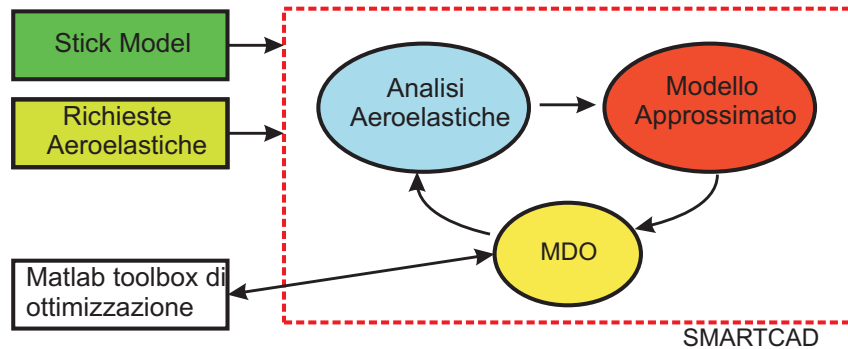 Stick Model
Richieste
Aeroelastiche
Matlab toolbox di
ottimizzazione
Analisi
Aeroelastiche
Modello
Approssimato
MDO
SMARTCAD